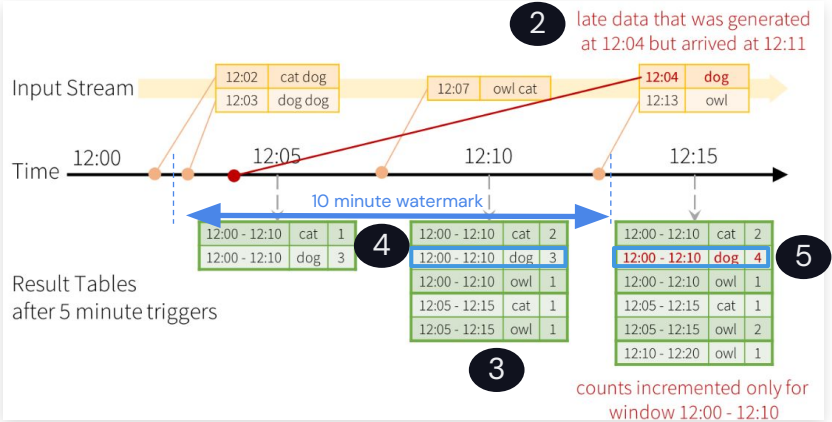 2
late data that was generated
at 12:04 but arrived at 12:11
Input Stream
12:02 cat dog
12:03 dog dog
12:07 owl cat
12:04 dog
12:13 owl
Time
12:00
12:05
12:10
12:15
10 minute watermark
12:00 - 12:10 cat 1
12:00 - 12:10 dog 3
4
12:00 - 12:10 cat 2
12:00 - 12:10 dog 3
12:00 - 12:10 owl 1
12:05 - 12:15 cat 1
12:05 - 12:15 owl 1
3
12:00 - 12:10 cat 2
12:00 - 12:10 dog 4
12:00 - 12:10 owl 1
12:05 - 12:15 cat 1
12:05 - 12:15 owl 2
12:10 - 12:20 owl 1
5
Result Tables
after 5 minute triggers
counts incremented only for
window 12:00 - 12:10